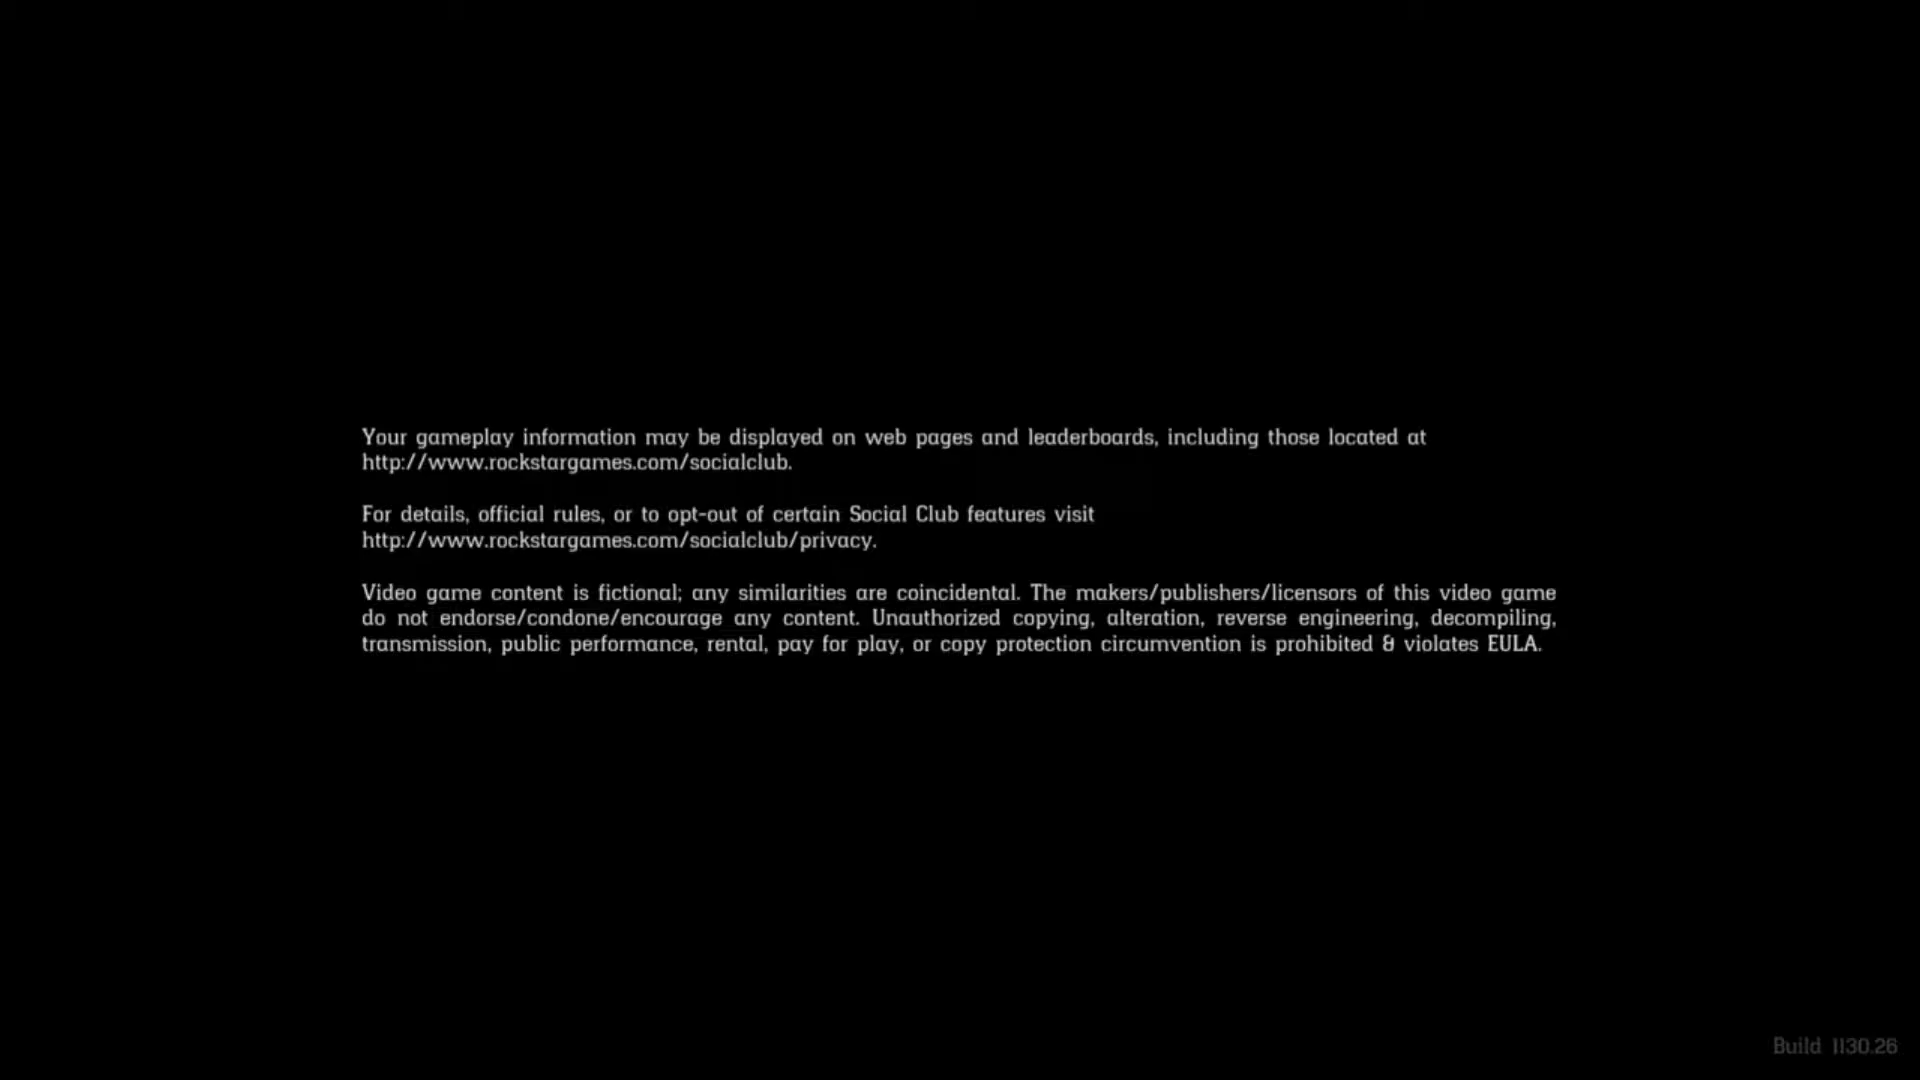 Your gameplay information may be displayed on web pages and leaderboards, including those located at
http://www.rockstargames.com/socialclub.
For details, official rules, or to opt-out of certain Social Club features visit
http://www.rockstargames.com/socialclub/privacy.
Video game content is fictional; any similarities are coincidental. The makers/publishers/licensors of this video game
do not endorse/condone/encourage any content. Unauthorized copying, alteration, reverse engineering, decompiling,
transmission, public performance, rental, pay for play, or copy protection circumvention is prohibited & violates EULA.
Build 1130.26